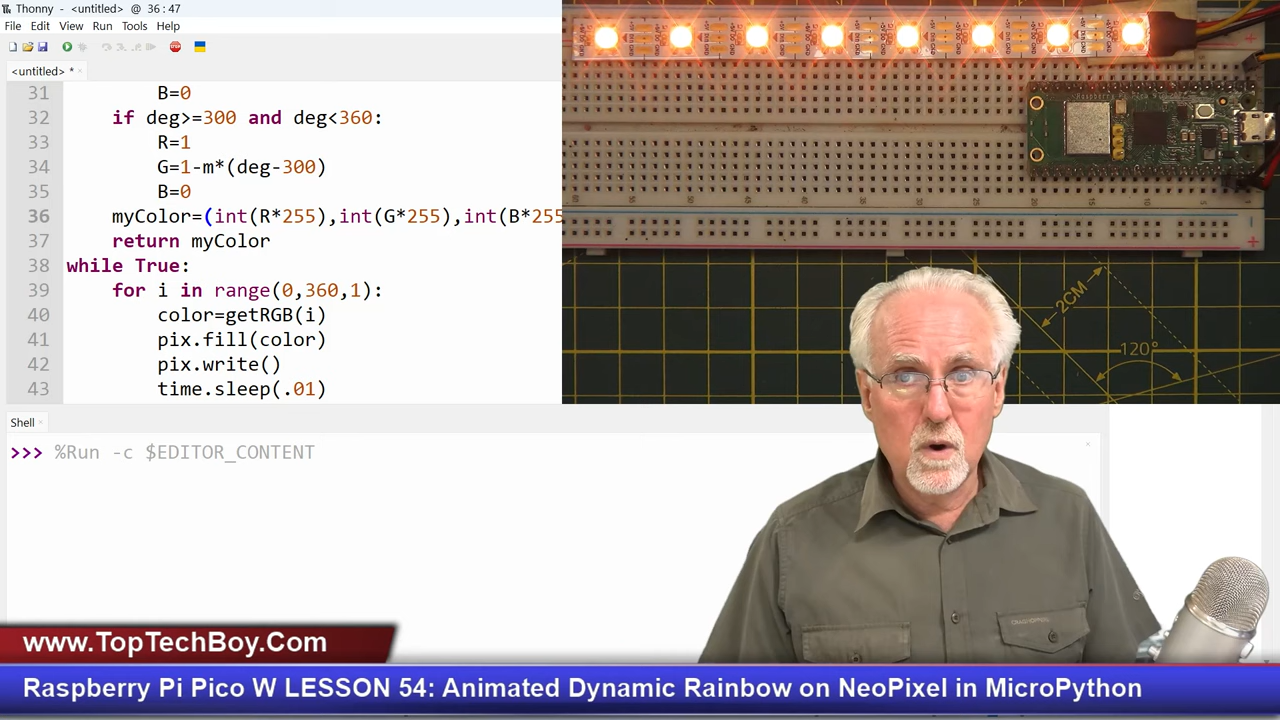 Thonny - <untitled> @ 36 : 47
File Edit View Run Tools Help
<untitled> *
31 B=0
32 if deg>=300 and deg<360:
33 R=1
34 G=1-m*(deg-300)
35 B=0
36 myColor=(int(R*255),int(G*255),int(B*255
37 return myColor
38 while True:
39 for i in range(0,360,1):
40 color=getRGB(i)
41 pix.fill(color)
42 pix.write()
43 time.sleep(.01)
Shell
>>> %Run -c $EDITOR_CONTENT
2CM
120°
www.TopTechBoy.Com
Raspberry Pi Pico W LESSON 54: Animated Dynamic Rainbow on NeoPixel in MicroPython